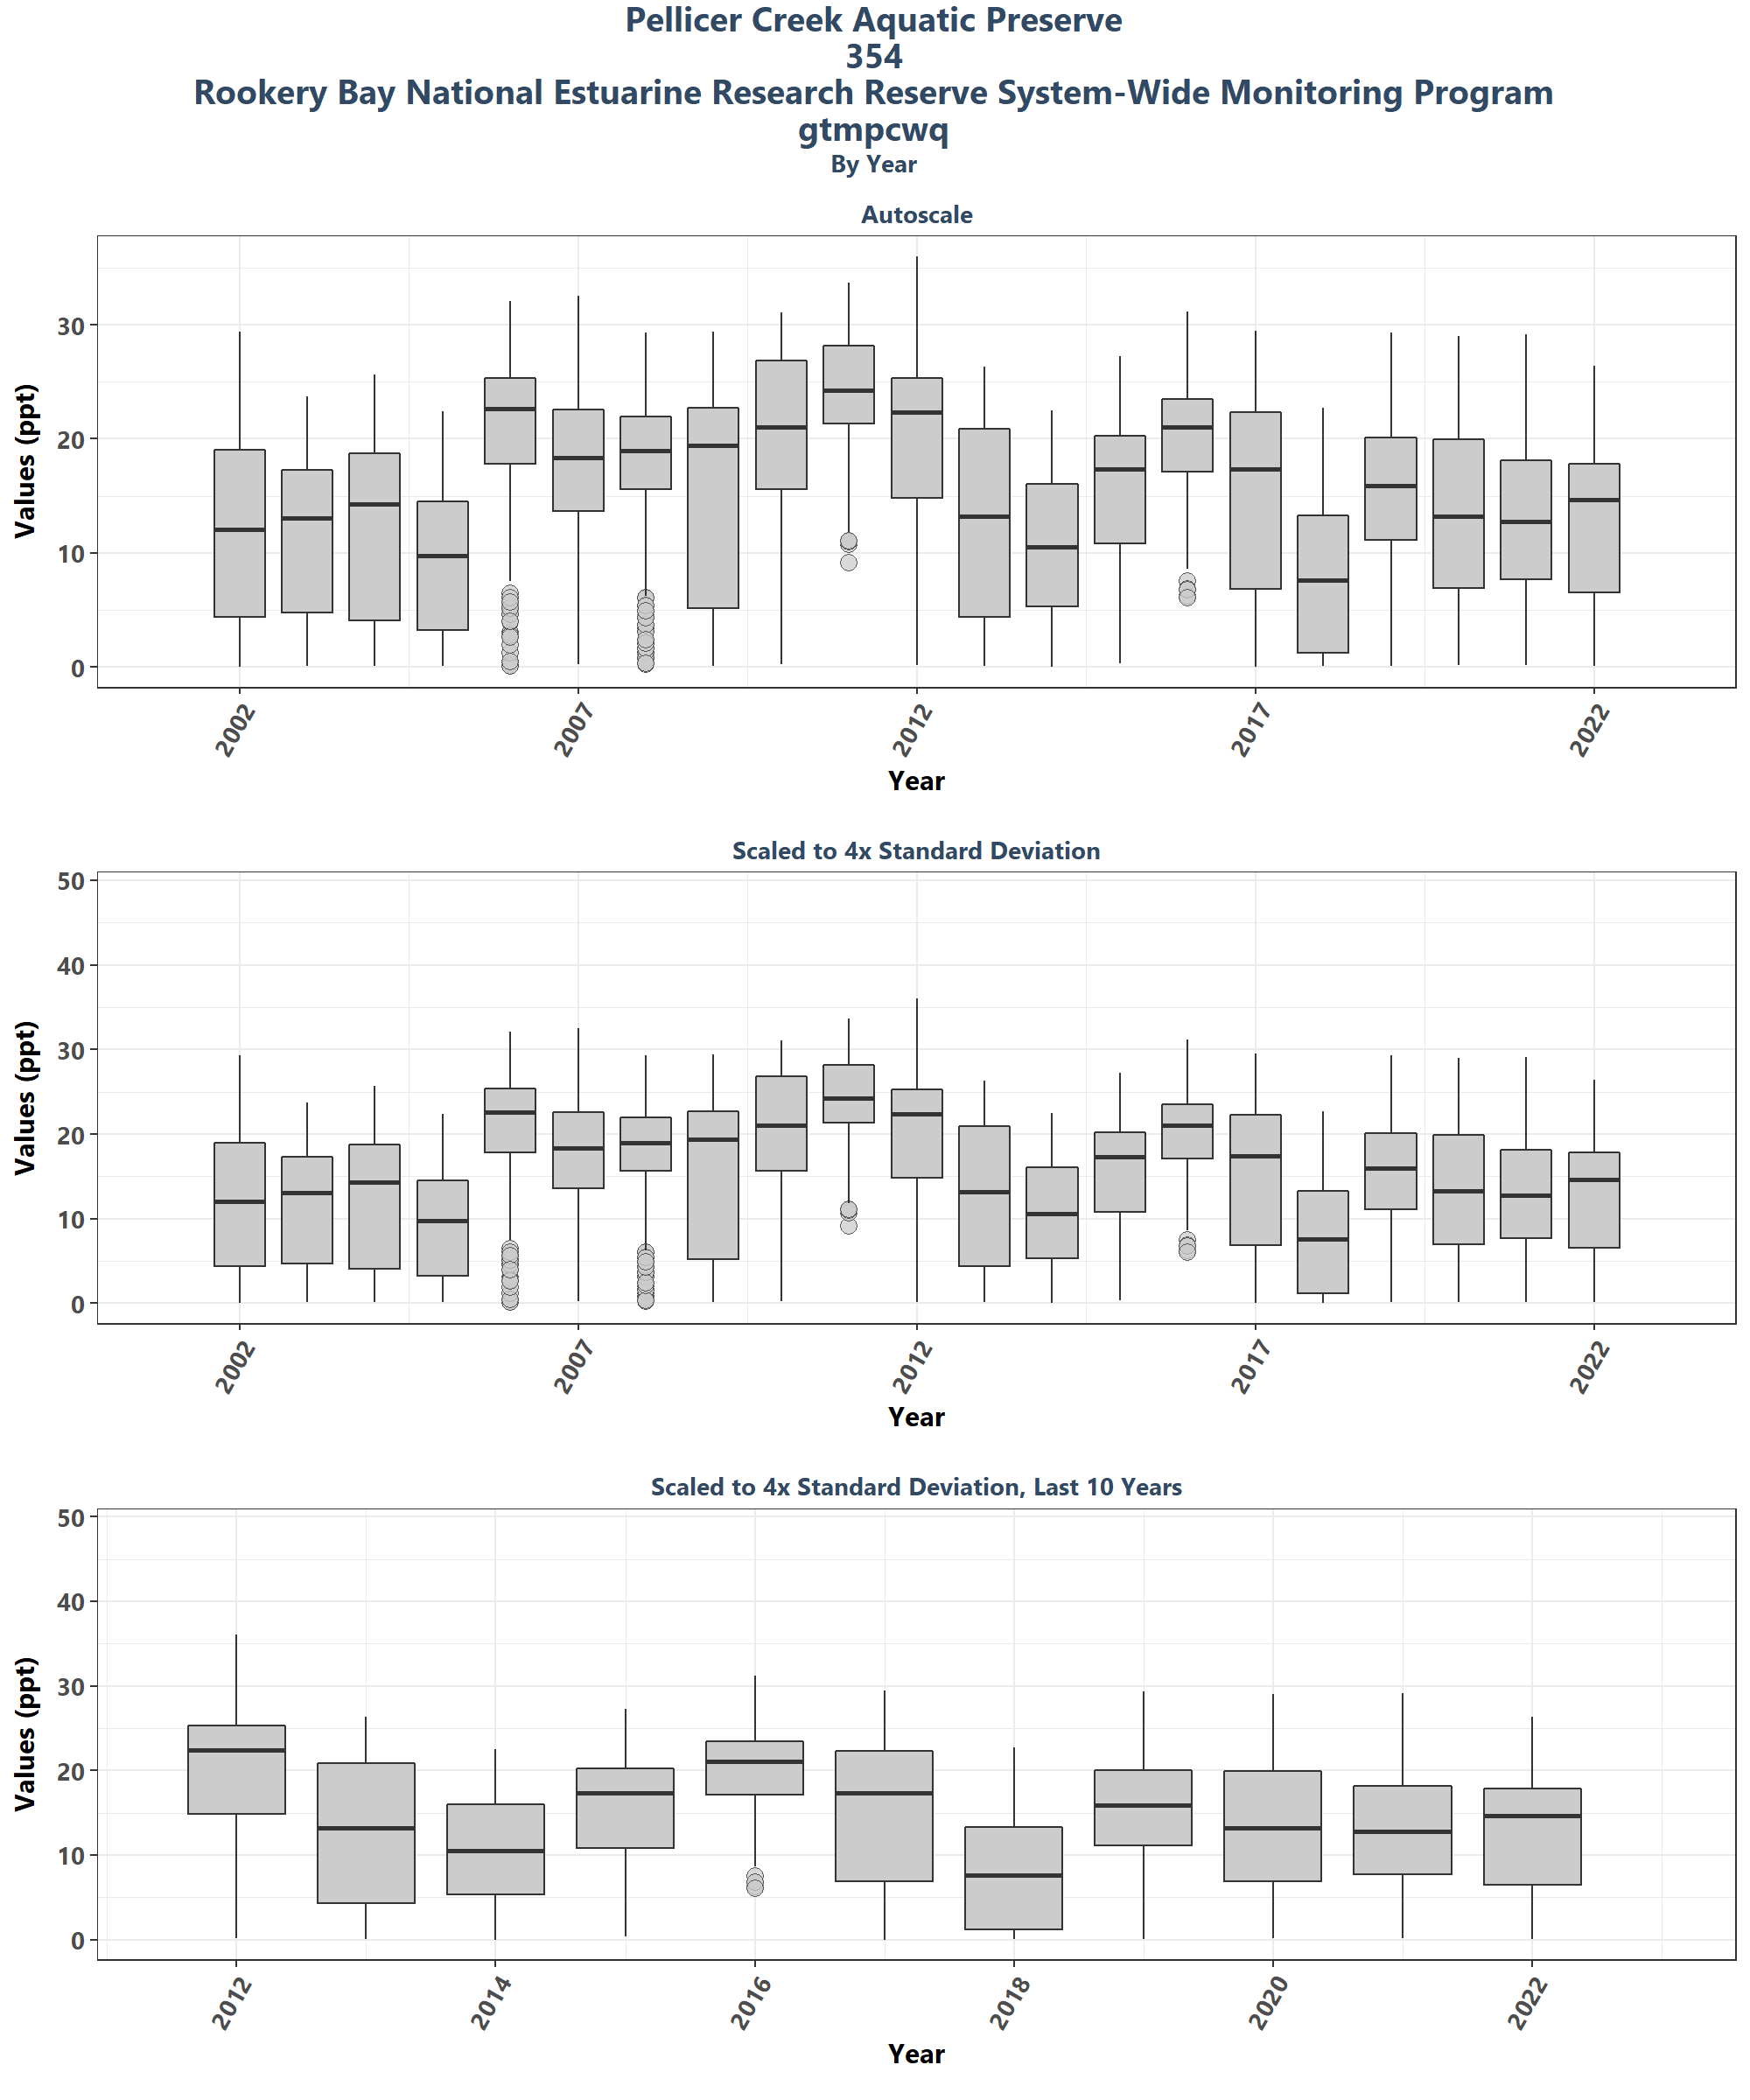 Pellicer Creek Aquatic Preserve
354
Rookery Bay National Estuarine Research Reserve System-Wide Monitoring Program
gtmpcwq
By Year
Autoscale
Values (ppt)
30
20
10
0
2002 2007 2012 2017 2022
Year
Scaled to 4x Standard Deviation
Values (ppt)
50
40
30
20
10
0
2002 2007 2012 2017 2022
Year
Scaled to 4x Standard Deviation, Last 10 Years
Values (ppt)
50
40
30
20
10
0
2012 2014 2016 2018 2020 2022
Year